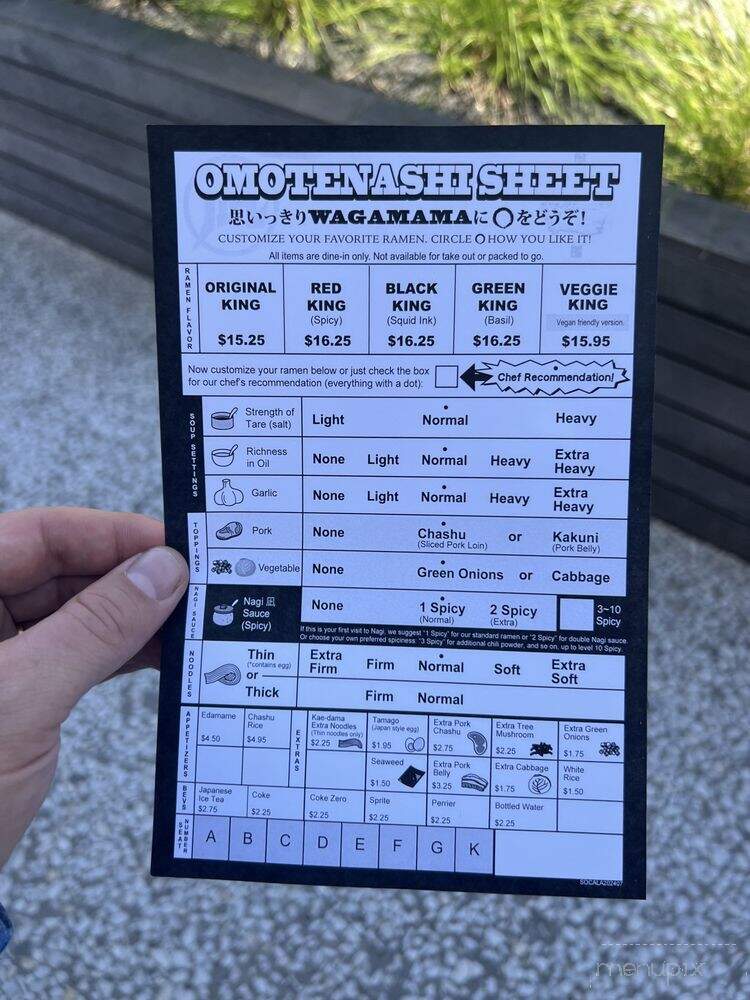 OMOTENASHI SHEET
思いっきりWAGAMAMAに〇をどうぞ!
CUSTOMIZE YOUR FAVORITE RAMEN. CIRCLE O HOW YOU LIKE IT!
All items are dine-in only. Not available for take out or packed to go.
RAMEN FLAVOR
ORIGINAL KING
$15.25
RED KING
(Spicy)
$16.25
BLACK KING
(Squid Ink)
$16.25
GREEN KING
(Basil)
$16.25
VEGGIE KING
Vegan friendly version.
$15.95
Now customize your ramen below or just check the box
for our chef's recommendation (everything with a dot):
Chef Recommendation!
SOUP SETTINGS
Strength of Tare (salt)
Light Normal Heavy
Richness in Oil
None Light Normal Heavy Extra Heavy
Garlic
None Light Normal Heavy Extra Heavy
TOPPINGS
Pork
None Chashu (Sliced Pork Loin) or Kakuni (Pork Belly)
Vegetable
None Green Onions or Cabbage
NAGI SAUCE
Nagi 凪 Sauce (Spicy)
None 1 Spicy (Normal) 2 Spicy (Extra) 3~10 Spicy
If this is your first visit to Nagi, we suggest "1 Spicy" for our standard ramen or "2 Spicy" for double Nagi sauce.
Or choose your own preferred spiciness: "3 Spicy" for additional chili powder, and so on, up to level 10 Spicy.
NOODLES
Thin (*contains egg)
or
Thick
Extra Firm Firm Normal Soft Extra Soft
Firm Normal
APPETIZERS
Edamame
$4.50
Chashu Rice
$4.95
EXTRAS
Kae-dama Extra Noodles (Thin noodles only)
$2.25
Tamago (Japan style egg)
$1.95
Extra Pork Chashu
$2.75
Extra Tree Mushroom
$2.25
Extra Green Onions
$1.75
Seaweed
$1.50
Extra Pork Belly
$3.25
Extra Cabbage
$1.75
White Rice
$1.50
BEVS
Japanese Ice Tea
$2.75
Coke
$2.25
Coke Zero
$2.25
Sprite
$2.25
Perrier
$2.25
Bottled Water
$2.25
SEAT NUMBER
A B C D E F G K
SOCALA202407
menupix